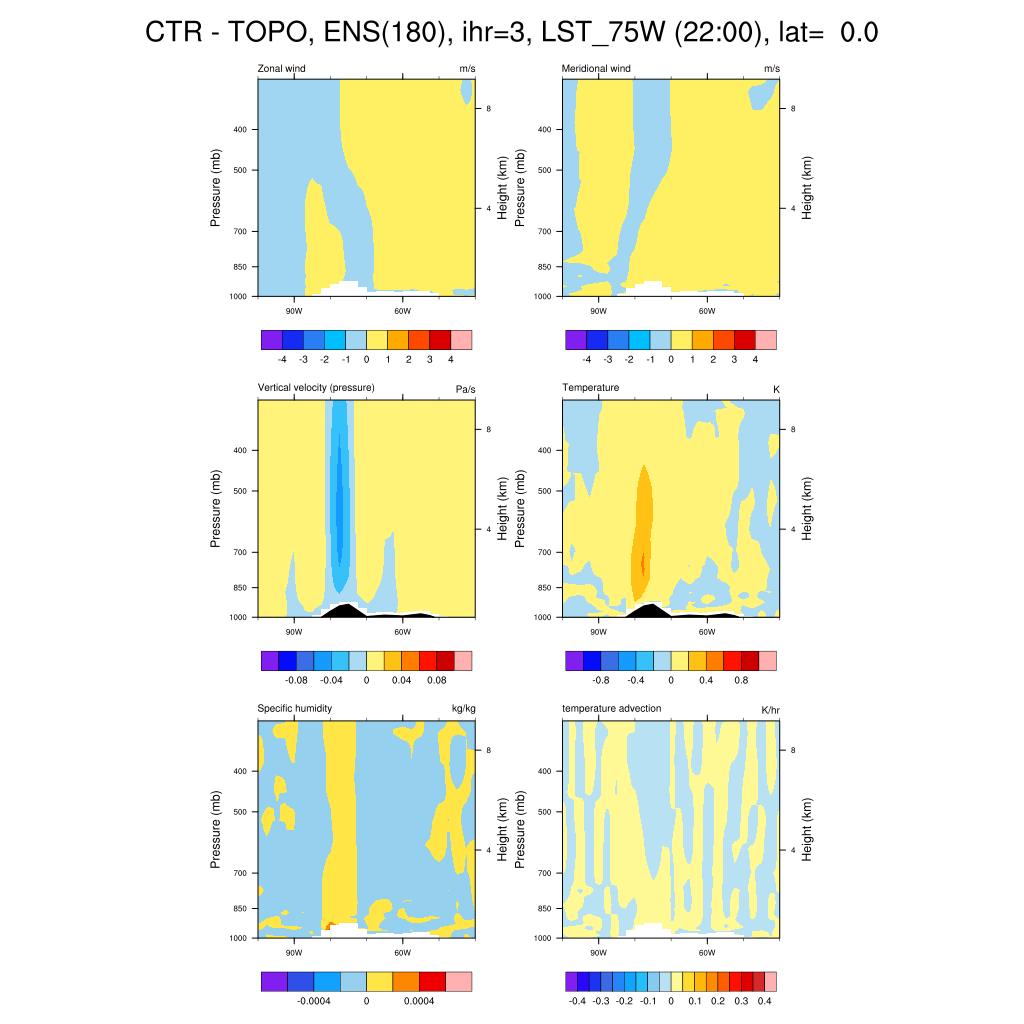 CTR - TOPO, ENS(180), ihr=3, LST_75W (22:00), lat= 0.0
Zonal wind m/s
Pressure (mb)
400
500
700
850
1000
8
4
Height (km)
90W 60W
-4 -3 -2 -1 0 1 2 3 4
Meridional wind m/s
Pressure (mb)
400
500
700
850
1000
8
4
Height (km)
90W 60W
-4 -3 -2 -1 0 1 2 3 4
Vertical velocity (pressure) Pa/s
Pressure (mb)
400
500
700
850
1000
8
4
Height (km)
90W 60W
-0.08 -0.04 0 0.04 0.08
Temperature K
Pressure (mb)
400
500
700
850
1000
8
4
Height (km)
90W 60W
-0.8 -0.4 0 0.4 0.8
Specific humidity kg/kg
Pressure (mb)
400
500
700
850
1000
8
4
Height (km)
90W 60W
-0.0004 0 0.0004
temperature advection K/hr
Pressure (mb)
400
500
700
850
1000
8
4
Height (km)
90W 60W
-0.4 -0.3 -0.2 -0.1 0 0.1 0.2 0.3 0.4